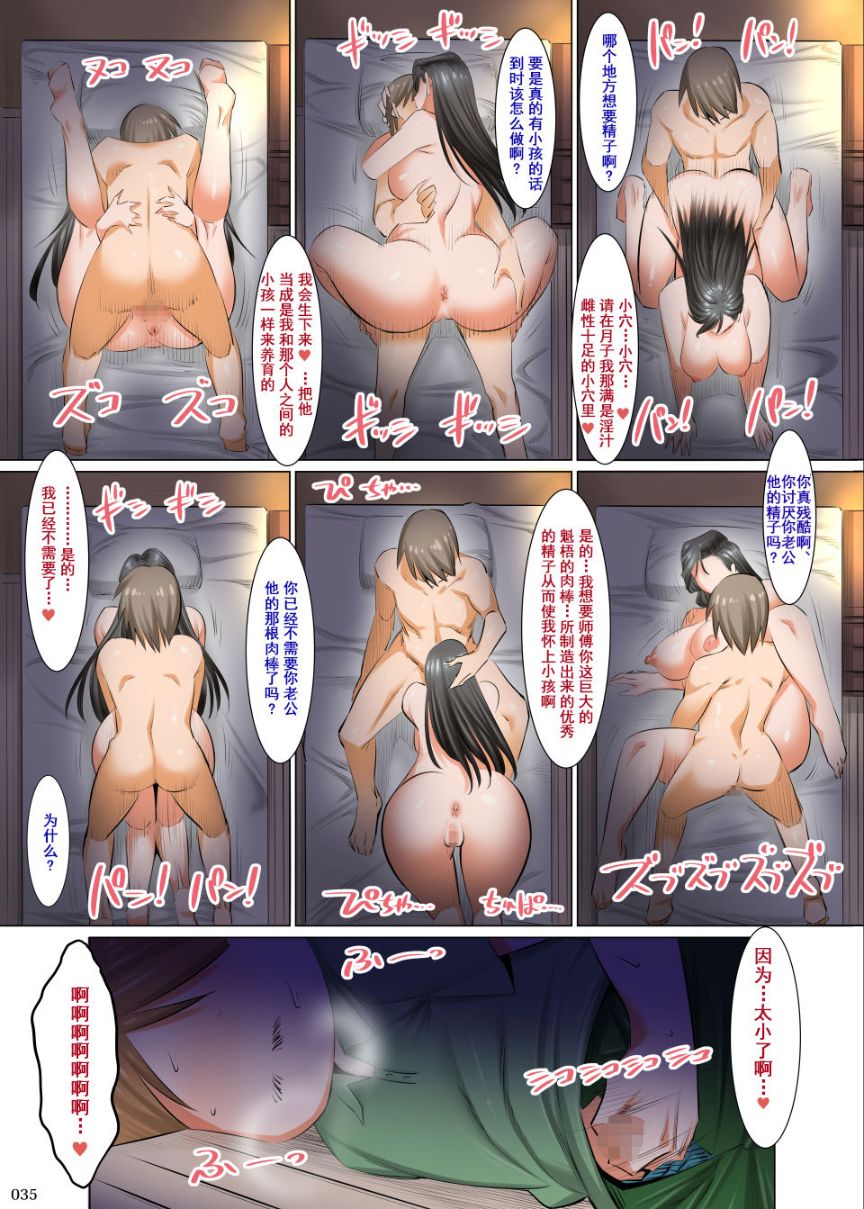 パン!
パン!
哪个地方想要精子啊?
小穴…小穴…
请在月子我那满是淫汁♥
雌性十足的小穴里♥
パン!
パン!
ギッシ
ギッシ
要是真的有小孩的话
到时该怎么做啊?
我会生下来♥…把他
当成是我和那个人之间的
小孩一样来养育的
ギッシ
ギッシ
ヌコ
ヌコ
ズコ
ズコ
你真残酷啊、
你讨厌你老公
他的精子吗?
ズブズブズブズブ
ぴちゃ…
是的…我想要师傅你这巨大的
魁梧的肉棒…所制造出来的优秀
的精子从而使我怀上小孩啊
ぴちゃ…
ちゅぱ…
ギシ
ギシ
你已经不需要你老公
他的那根肉棒了吗?
…………是的…
我已经不需要了…♥
为什么?
パン!
パン!
因为…太小了啊…♥
ふーっ
シコシコシコシコ
ふーっ
啊啊啊啊啊啊啊…♥
035